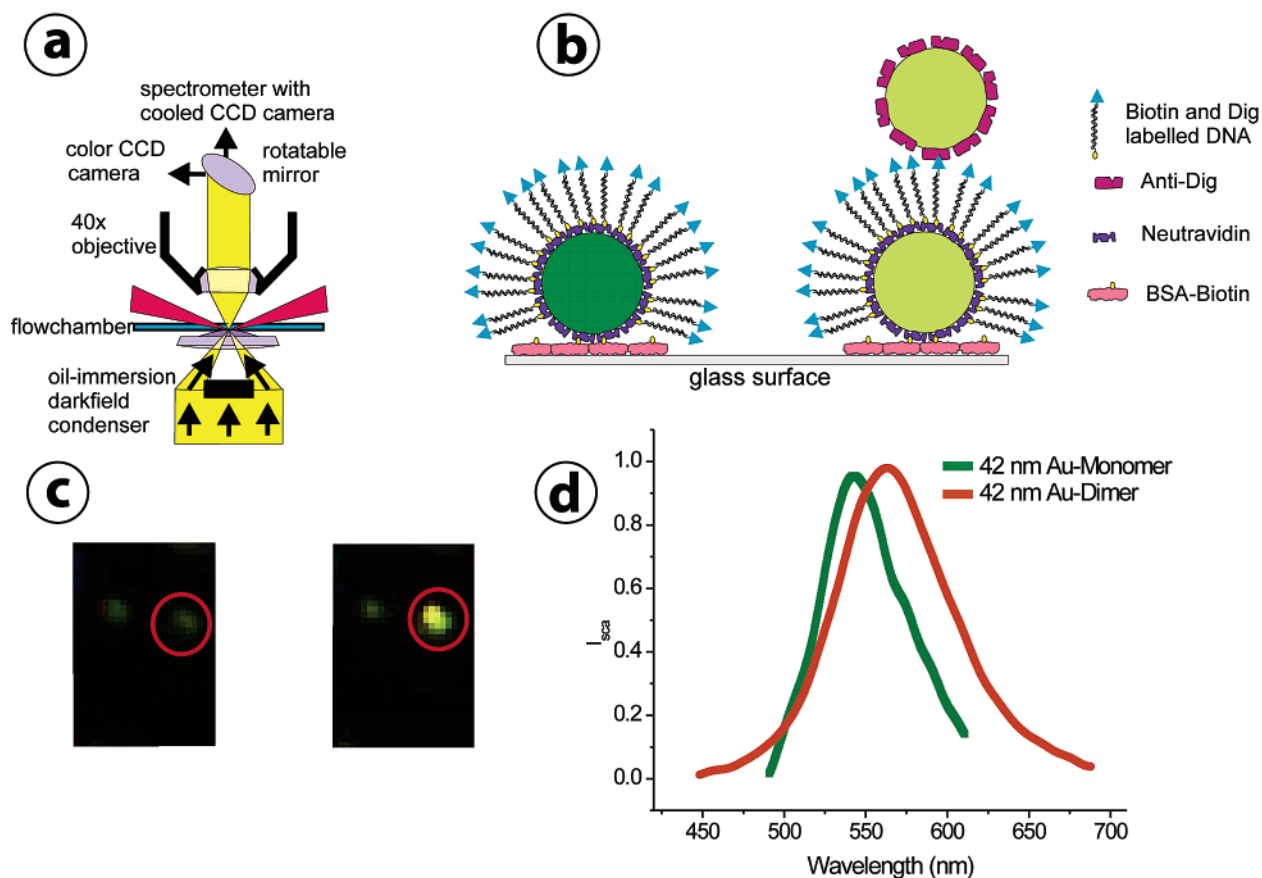 a
spectrometer with
cooled CCD camera
color CCD
camera
rotatable
mirror
40x
objective
flowchamber
oil-immersion
darkfield
condenser
b
Biotin and Dig
labelled DNA
Anti-Dig
Neutravidin
BSA-Biotin
glass surface
c
d
42 nm Au-Monomer
42 nm Au-Dimer
1.0
0.8
0.6
0.4
0.2
0.0
I sca
450 500 550 600 650 700
Wavelength (nm)